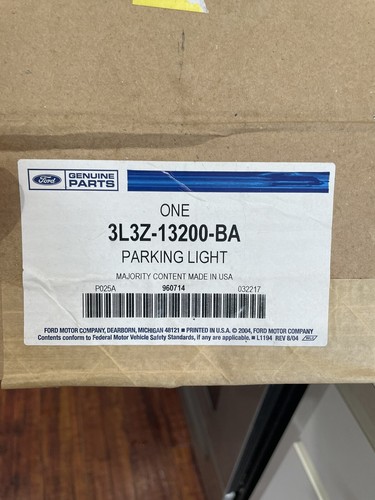 Ford GENUINE PARTS
ONE
3L3Z-13200-BA
PARKING LIGHT
MAJORITY CONTENT MADE IN USA
P025A 960714 032217
FORD MOTOR COMPANY, DEARBORN, MICHIGAN 48121 ■ PRINTED IN U.S.A. © 2004, FORD MOTOR COMPANY
Contents conform to Federal Motor Vehicle Safety Standards, if any are applicable. ■ L1194 REV 8/04